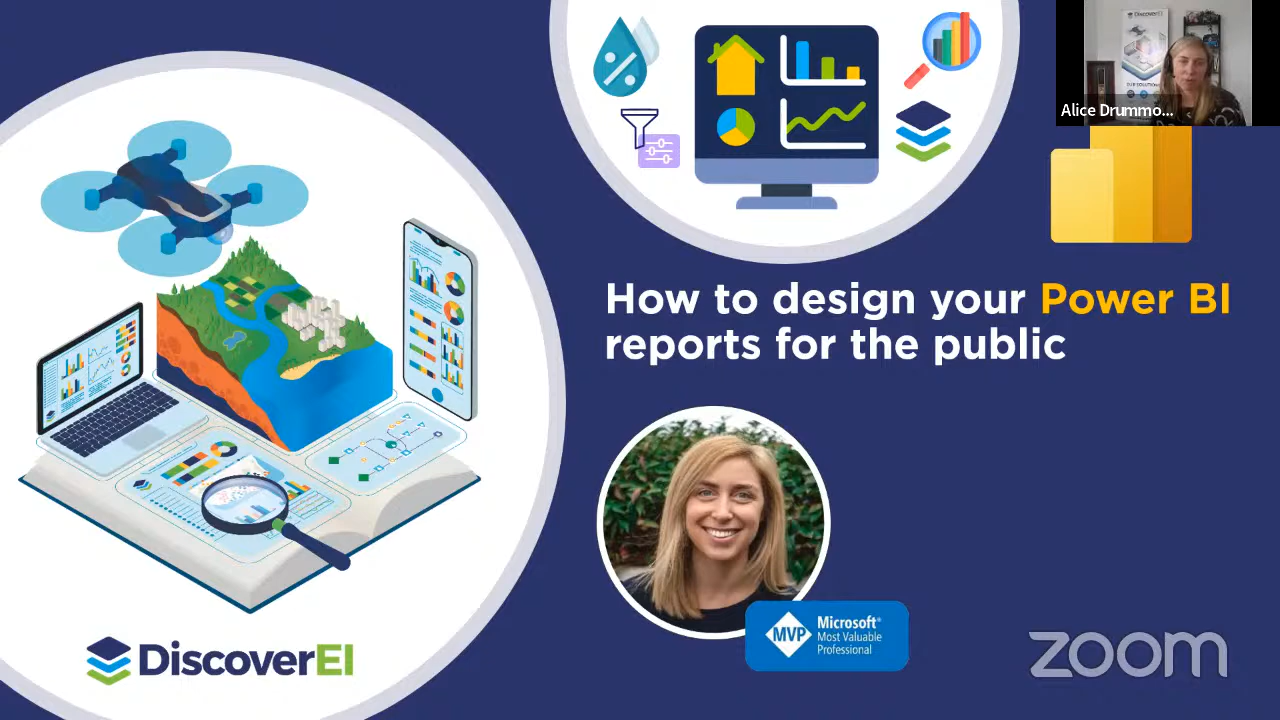 Alice Drummo...
How to design your Power BI
reports for the public
MVP
Microsoft®
Most Valuable
Professional
DiscoverEI
zoom